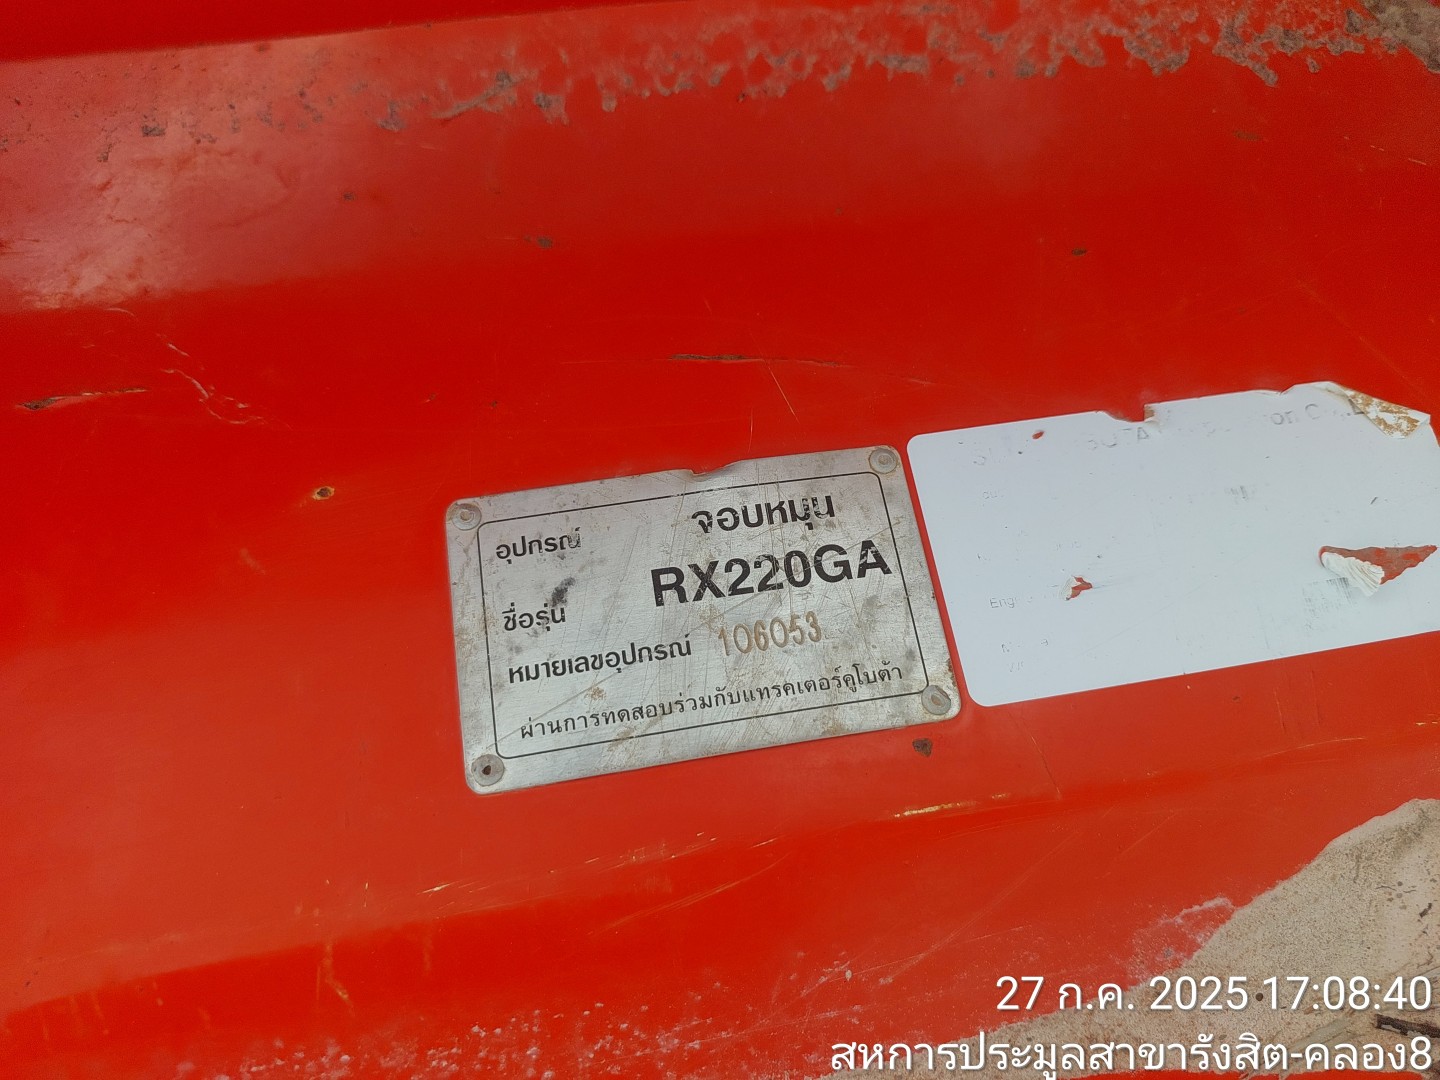 อุปกรณ์ จอบหมุน
ชื่อรุ่น RX220GA
หมายเลขอุปกรณ์ 106053
ผ่านการทดสอบร่วมกับแทรคเตอร์คูโบต้า
27 ก.ค. 2025 17:08:40
สหการประมูลสาขารังสิต-คลอง8